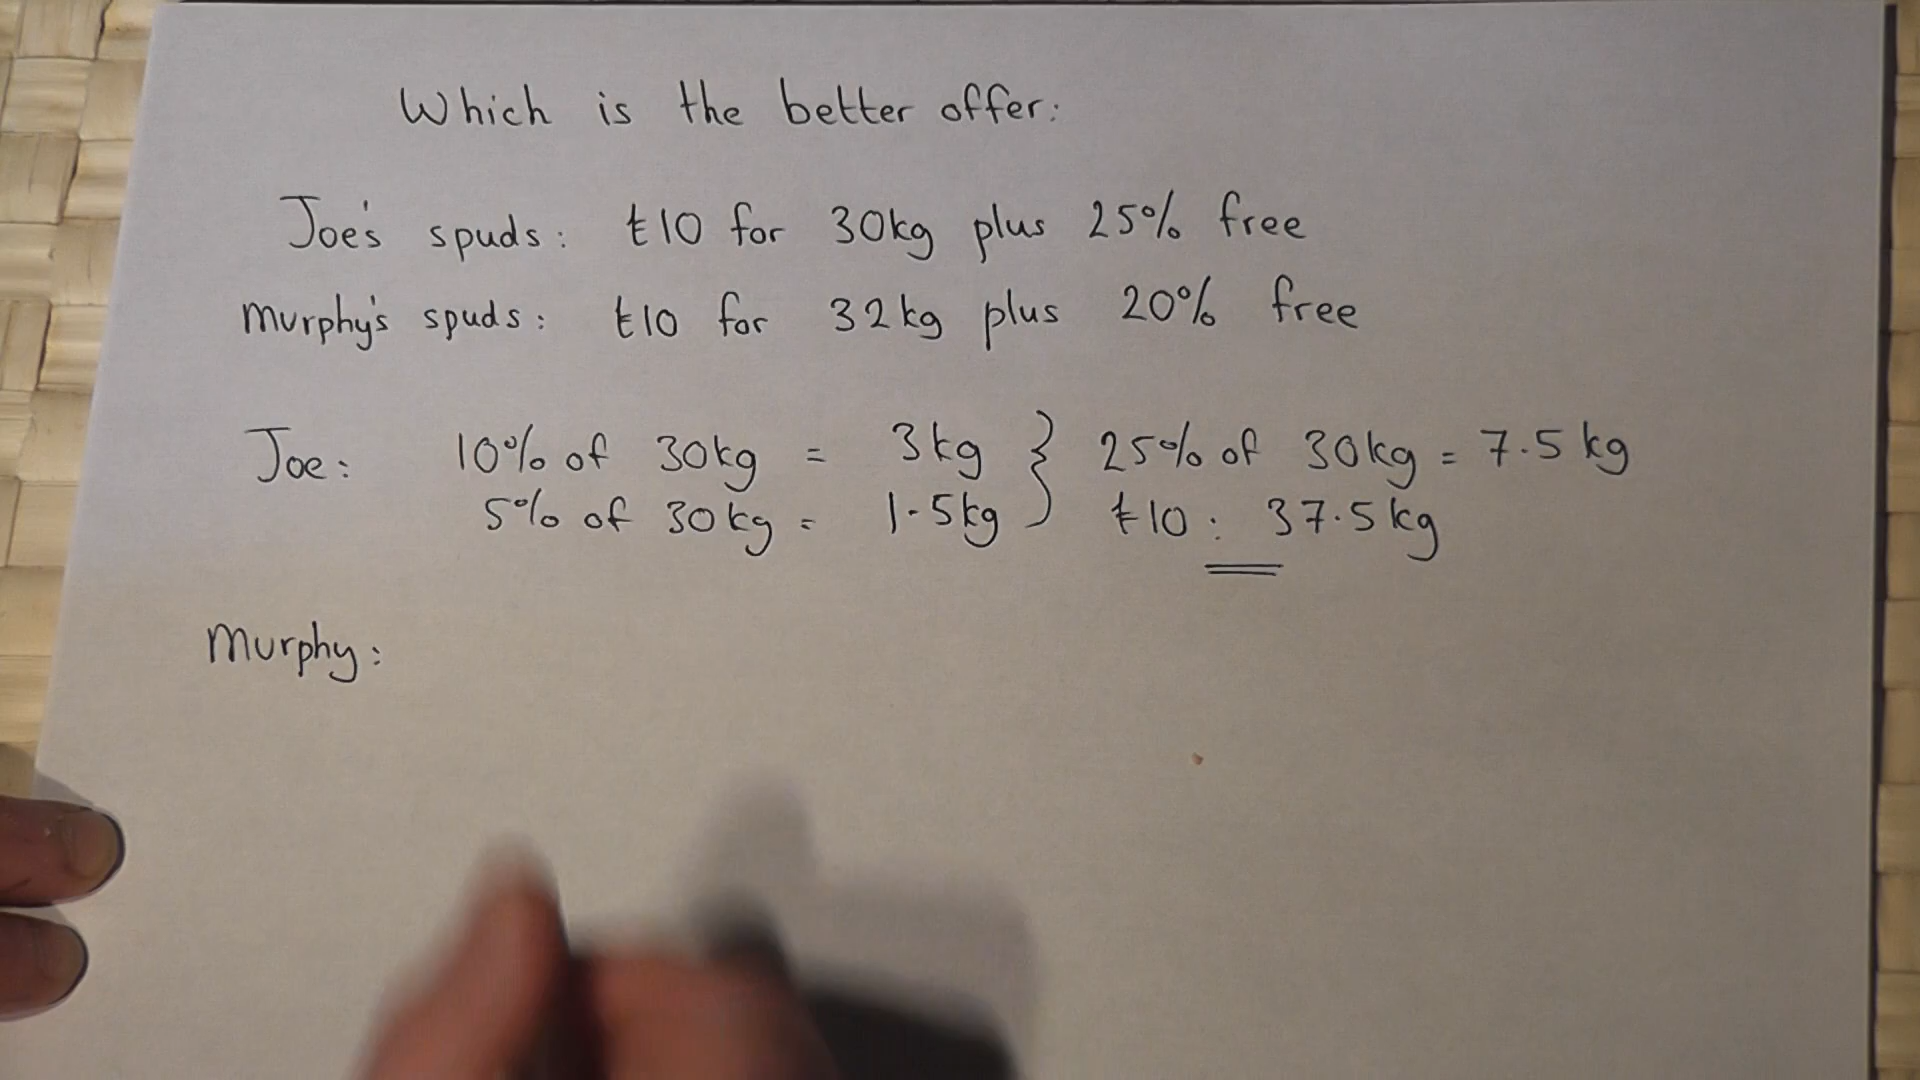 Which is the better offer:
Joe's spuds: £10 for 30kg plus 25% free
Murphy's spuds: £10 for 32kg plus 20% free
Joe: 10% of 30kg = 3kg } 25% of 30kg = 7.5 kg
5% of 30kg = 1.5kg £10: 37.5kg
Murphy: